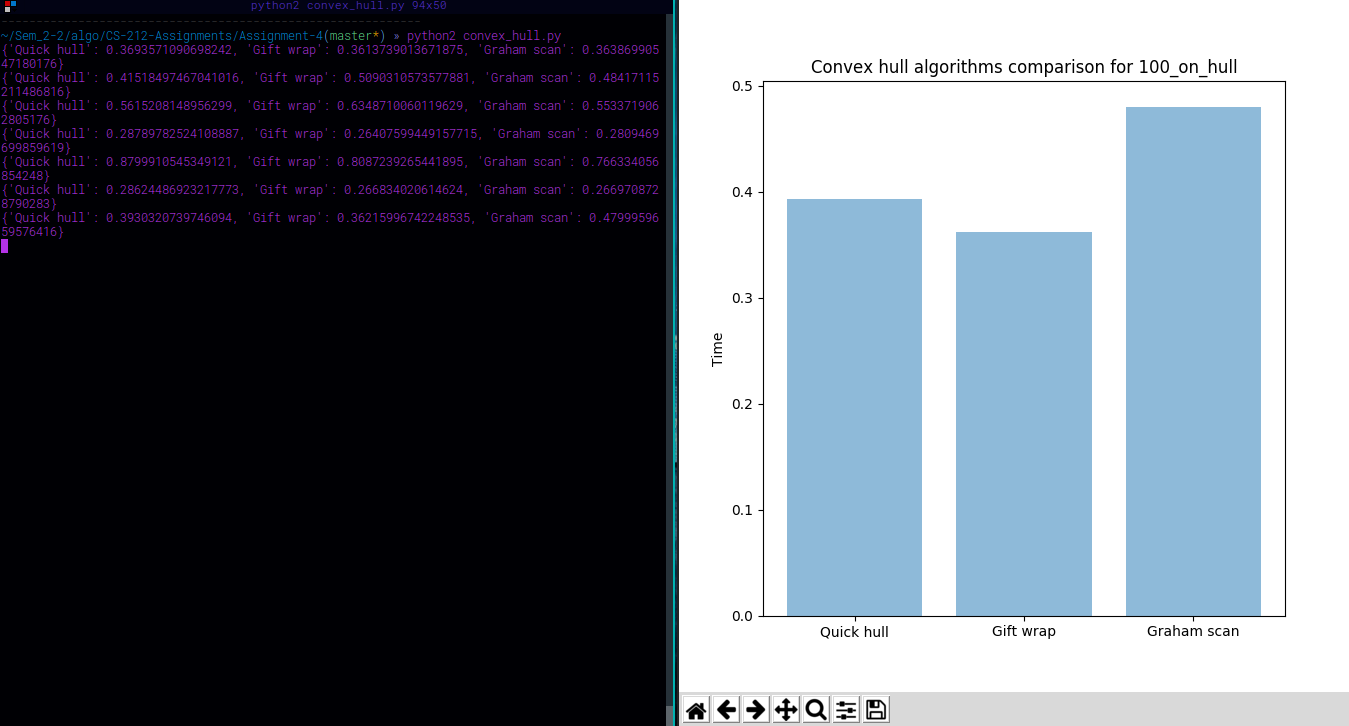 python2 convex_hull.py 94x50
~/Sem_2-2/algo/CS-212-Assignments/Assignment-4(master*) » python2 convex_hull.py
{'Quick hull': 0.3693571090698242, 'Gift wrap': 0.3613739013671875, 'Graham scan': 0.363869905
47180176}
{'Quick hull': 0.41518497467041016, 'Gift wrap': 0.5090310573577881, 'Graham scan': 0.48417115
211486816}
{'Quick hull': 0.5615208148956299, 'Gift wrap': 0.6348710060119629, 'Graham scan': 0.553371906
2805176}
{'Quick hull': 0.28789782524108887, 'Gift wrap': 0.26407599449157715, 'Graham scan': 0.2809469
699859619}
{'Quick hull': 0.8799910545349121, 'Gift wrap': 0.8087239265441895, 'Graham scan': 0.766334056
854248}
{'Quick hull': 0.28624486923217773, 'Gift wrap': 0.266834020614624, 'Graham scan': 0.266970872
8790283}
{'Quick hull': 0.3930320739746094, 'Gift wrap': 0.36215996742248535, 'Graham scan': 0.47999596
59576416}
Convex hull algorithms comparison for 100_on_hull
0.5
0.4
0.3
0.2
0.1
0.0
Time
Quick hull
Gift wrap
Graham scan